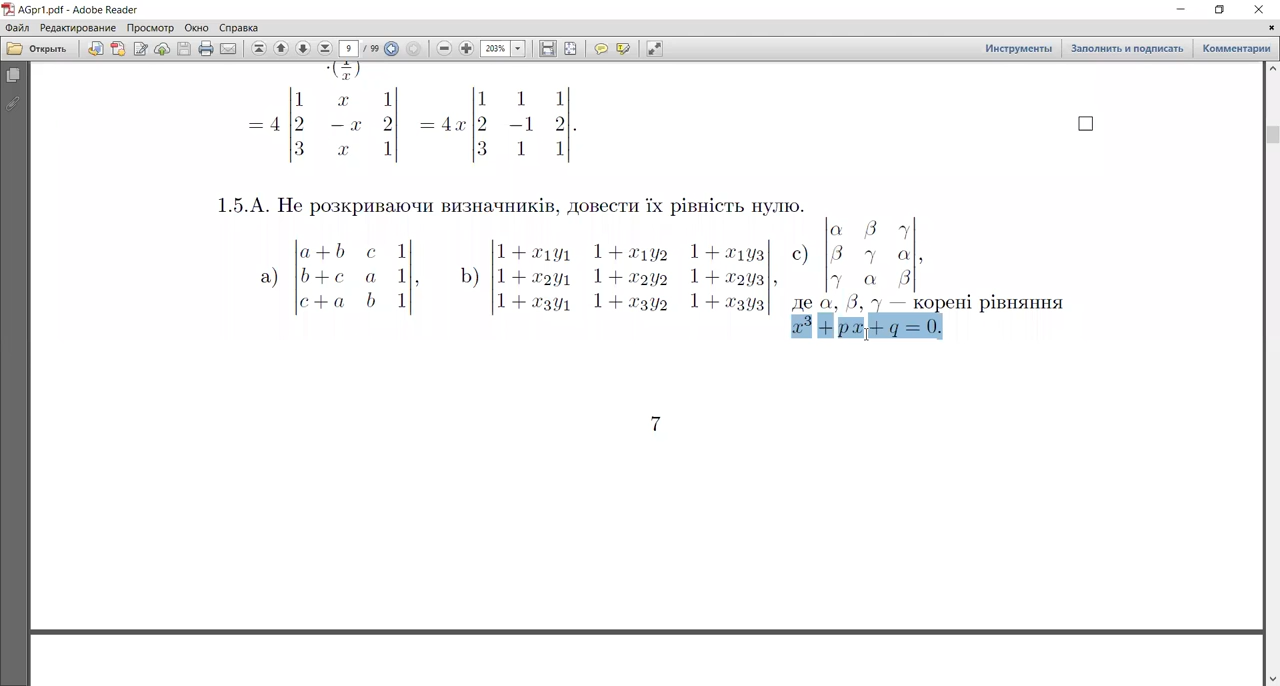 AGpr1.pdf - Adobe Reader
Файл Редактирование Просмотр Окно Справка
Открыть 9 / 99 203% Инструменты Заполнить и подписать Комментарии
= 4 |1 x 1| = 4x |1 1 1|
|2 −x 2| |2 −1 2|.
|3 x 1| |3 1 1|
1.5.A. Не розкриваючи визначників, довести їх рівність нулю.
a) |a + b c 1|
|b + c a 1|,
|c + a b 1|
b) |1 + x₁y₁ 1 + x₁y₂ 1 + x₁y₃|
|1 + x₂y₁ 1 + x₂y₂ 1 + x₂y₃|,
|1 + x₃y₁ 1 + x₃y₂ 1 + x₃y₃|
c) |α β γ|
|β γ α|,
|γ α β|
де α, β, γ — корені рівняння
x³ + px + q = 0.
7